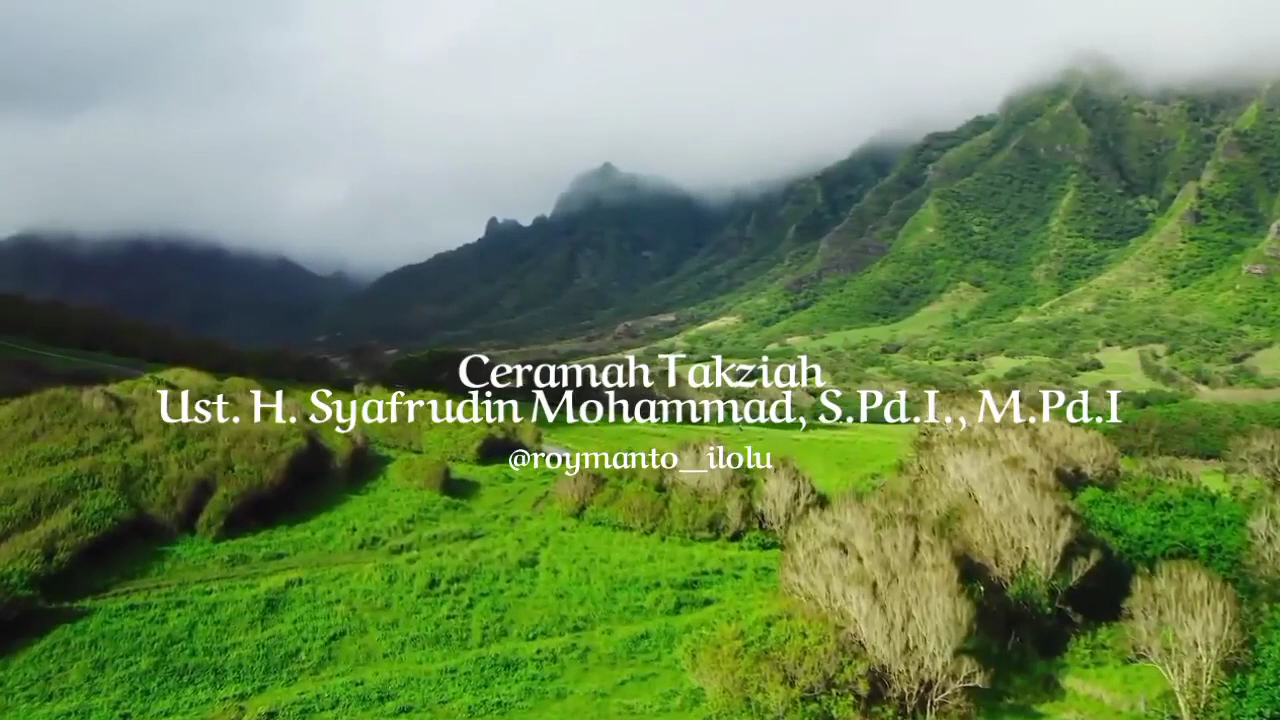 Ceramah Takziah
Ust. H. Syafrudin Mohammad, S.Pd.I., M.Pd.I
@roymanto_ilolu